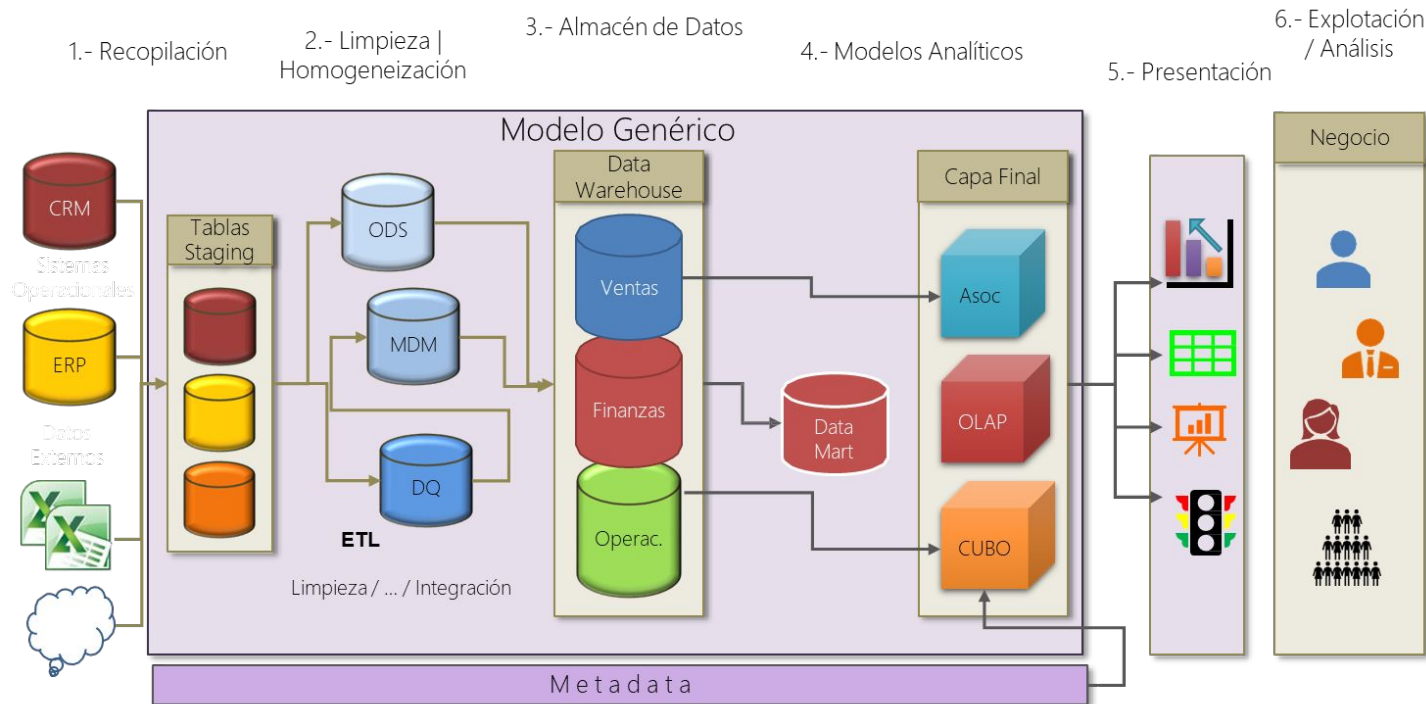 1.- Recopilación
2.- Limpieza |
Homogeneización
3.- Almacén de Datos
4.- Modelos Analíticos
5.- Presentación
6.- Explotación
/ Análisis
Modelo Genérico
CRM
Sistemas
Operacionales
ERP
Datos
Externos
Tablas
Staging
ODS
MDM
DQ
ETL
Limpieza / ... / Integración
Data
Warehouse
Ventas
Finanzas
Operac.
Data
Mart
Capa Final
Asoc
OLAP
CUBO
Negocio
Metadata